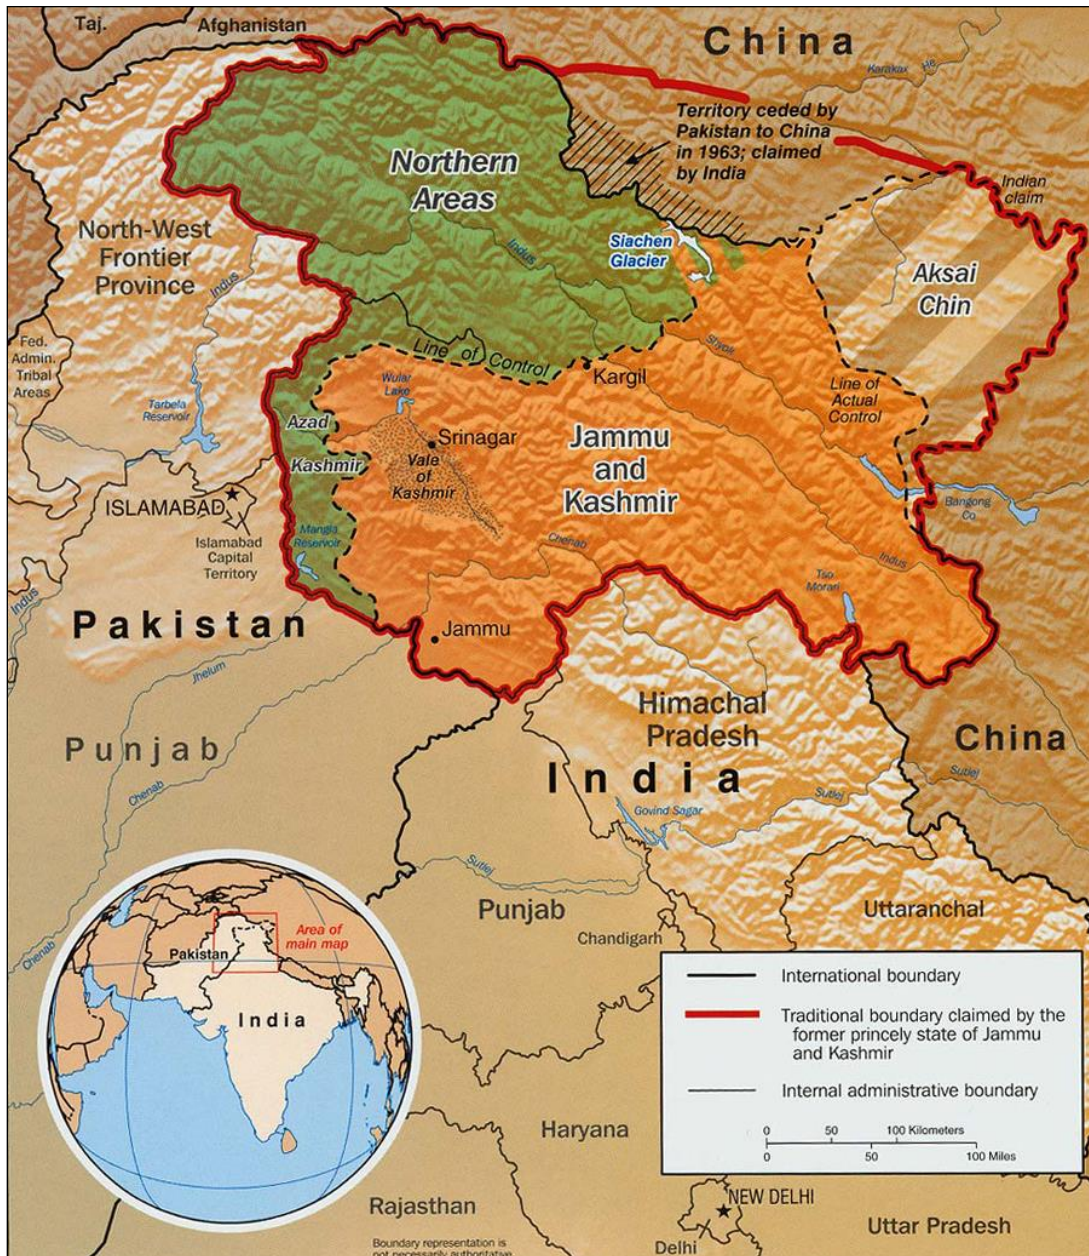 Taj.
Afghanistan
China
Karakax He
Territory ceded by
Pakistan to China
in 1963; claimed
by India
Northern
Areas
Indian
claim
North-West
Frontier
Province
Indus
Indus
Siachen
Glacier
Aksai
Chin
Fed.
Admin.
Tribal
Areas
Line of Control
Shyok
Kargil
Line of
Actual
Control
Tarbela
Reservoir
Wular
Lake
Azad
Kashmir
Srinagar
Vale
of
Kashmir
Jammu
and
Kashmir
ISLAMABAD
Islamabad
Capital
Territory
Mangla
Reservoir
Bangong
Co
Chenab
Indus
Tso
Morari
Indus
Pakistan
Jammu
Jhelum
Himachal
Pradesh
China
Punjab
Chenab
India
Sutlej
Sutlej
Govind Sagar
Sutlej
Punjab
Uttaranchal
Chandigarh
Chenab
Area of
main map
Pakistan
India
International boundary
Traditional boundary claimed by the
former princely state of Jammu
and Kashmir
Internal administrative boundary
0 50 100 Kilometers
0 50 100 Miles
Haryana
Rajasthan
NEW DELHI
Delhi
Uttar Pradesh
Boundary representation is
not necessarily authoritative